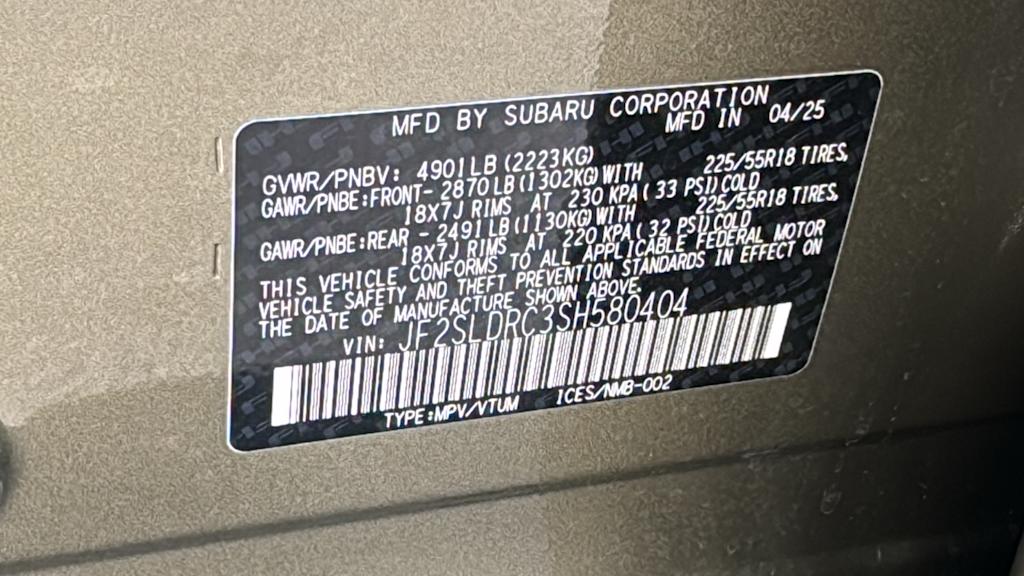 MFD BY SUBARU CORPORATION
MFD IN 04/25
GVWR/PNBV: 4901LB(2223KG)
GAWR/PNBE:FRONT- 2870LB(1302KG)WITH 225/55R18 TIRES,
18X7J RIMS AT 230 KPA( 33 PSI)COLD
GAWR/PNBE:REAR - 2491LB(1130KG)WITH 225/55R18 TIRES,
18X7J RIMS AT 220 KPA( 32 PSI)COLD
THIS VEHICLE CONFORMS TO ALL APPLICABLE FEDERAL MOTOR
VEHICLE SAFETY AND THEFT PREVENTION STANDARDS IN EFFECT ON
THE DATE OF MANUFACTURE SHOWN ABOVE.
VIN: JF2SLDRC3SH580404
TYPE:MPV/VTUM ICES/NMB-002